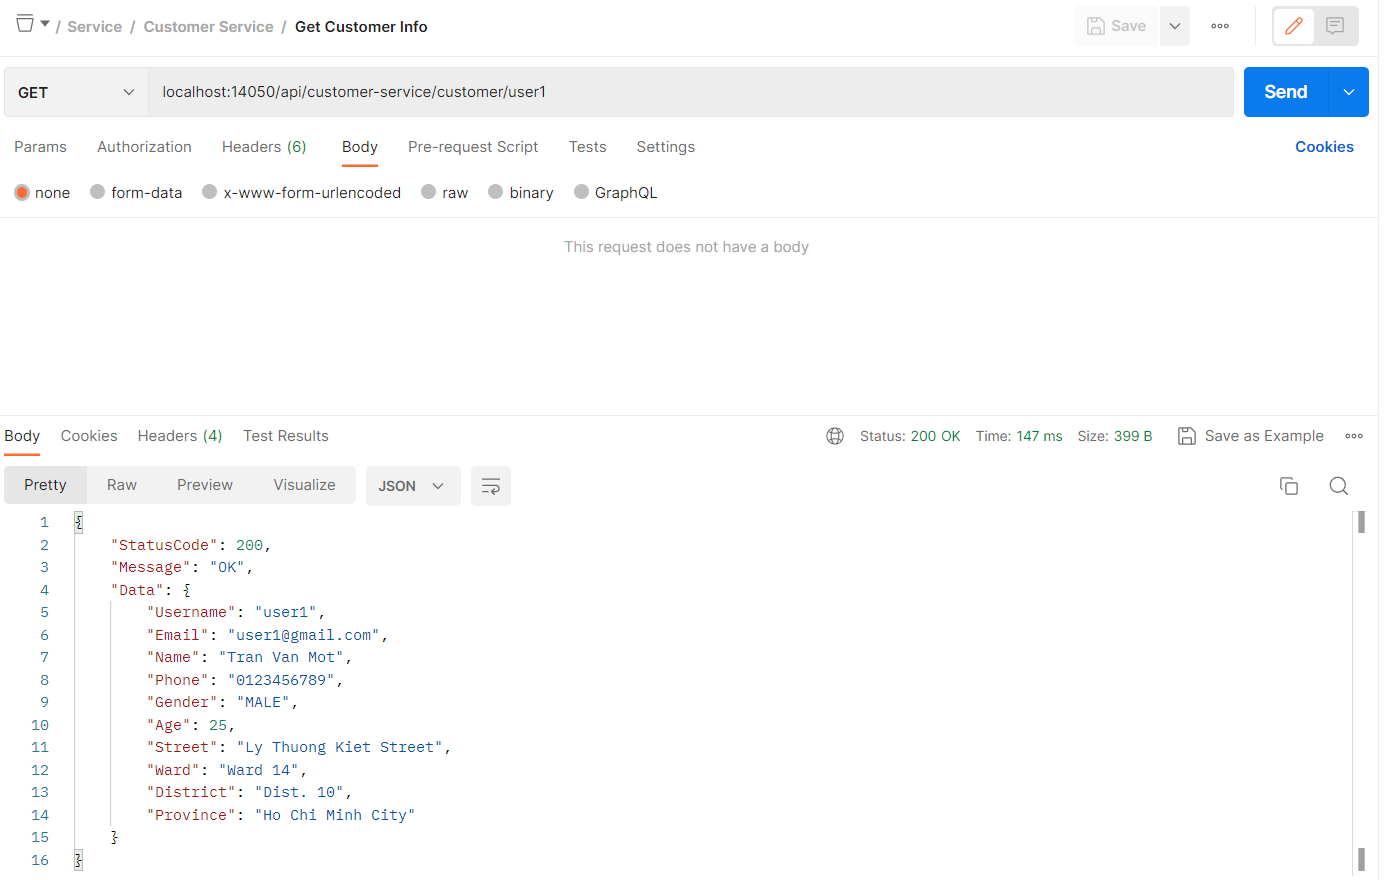 / Service / Customer Service / Get Customer Info
Save
GET
localhost:14050/api/customer-service/customer/user1
Send
Params Authorization Headers (6) Body Pre-request Script Tests Settings Cookies
none form-data x-www-form-urlencoded raw binary GraphQL
This request does not have a body
Body Cookies Headers (4) Test Results Status: 200 OK Time: 147 ms Size: 399 B Save as Example
Pretty Raw Preview Visualize JSON
1 {
2 "StatusCode": 200,
3 "Message": "OK",
4 "Data": {
5 "Username": "user1",
6 "Email": "user1@gmail.com",
7 "Name": "Tran Van Mot",
8 "Phone": "0123456789",
9 "Gender": "MALE",
10 "Age": 25,
11 "Street": "Ly Thuong Kiet Street",
12 "Ward": "Ward 14",
13 "District": "Dist. 10",
14 "Province": "Ho Chi Minh City"
15 }
16 }